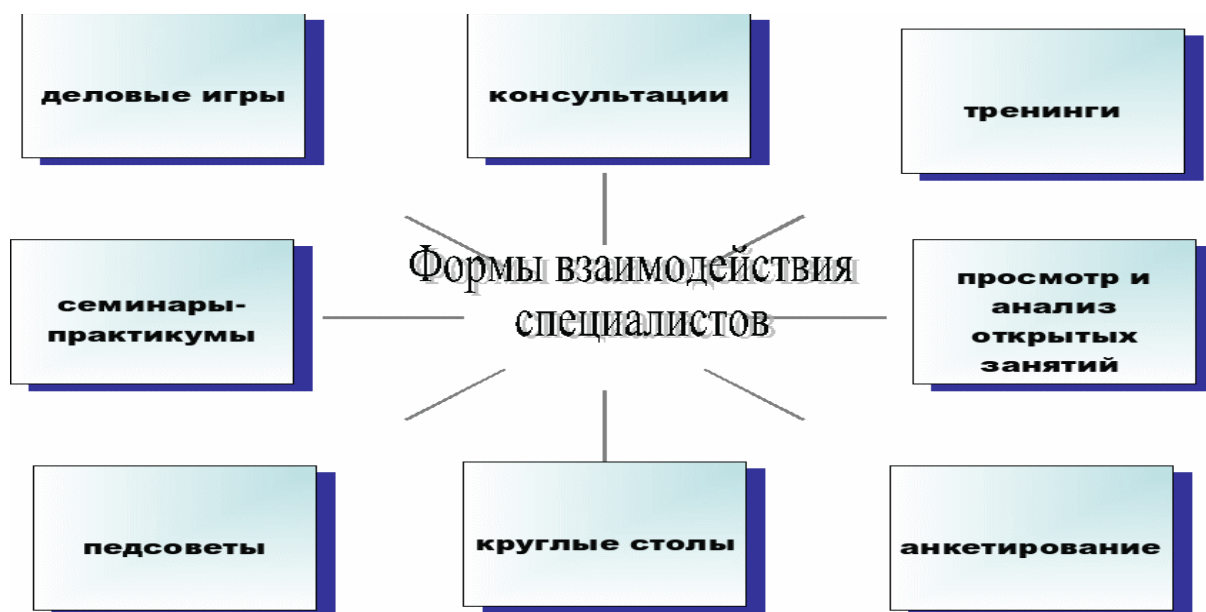 деловые игры
консультации
тренинги
Формы взаимодействия
специалистов
семинары-
практикумы
просмотр и
анализ
открытых
занятий
педсоветы
круглые столы
анкетирование